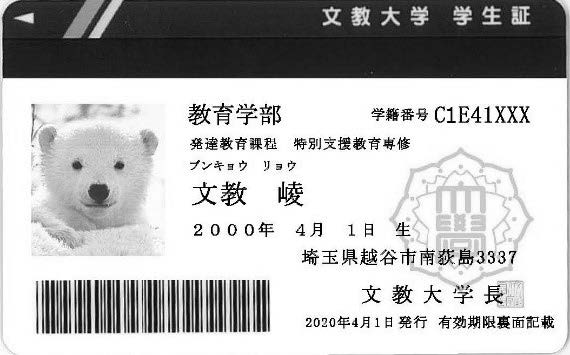 文教大学 学生証
教育学部 学籍番号 C1E41XXX
発達教育課程 特別支援教育専修
ブンキョウ リョウ
文教 崚
2000年 4月 1日 生
埼玉県越谷市南荻島3337
文教大学長
2020年4月1日発行 有効期限裏面記載